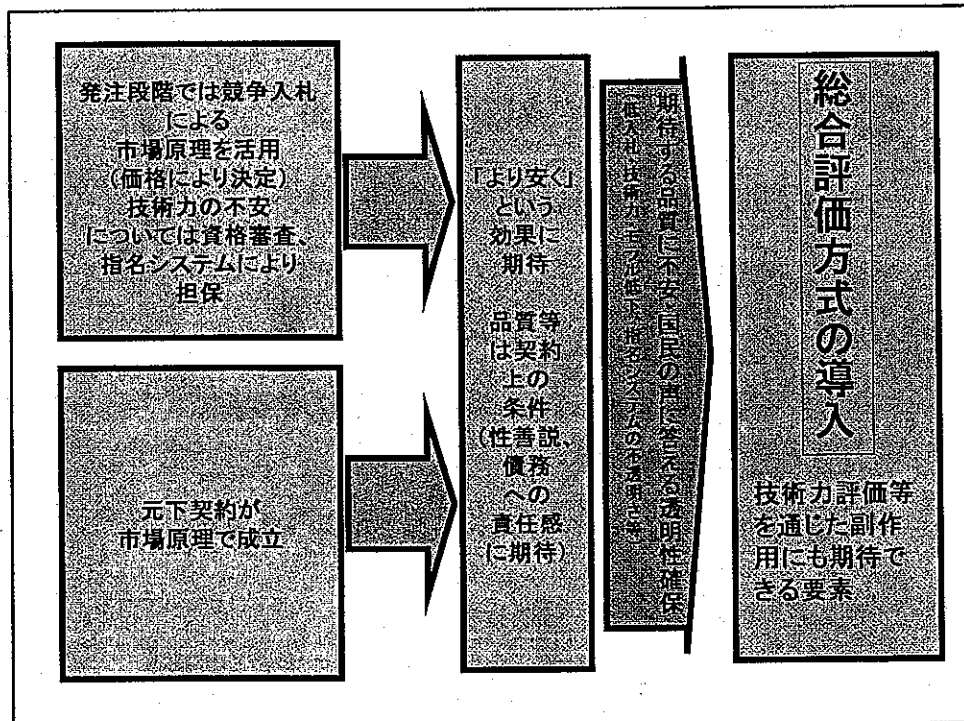 発注段階では競争入札
による
市場原理を活用
（価格により決定）
技術力の不安
については資格審査、
指名システムにより
担保
元下契約が
市場原理で成立
「より安く」
という
効果に
期待
品質等
は契約
上の
条件
（性善説、
債務
への
責任感
に期待）
期待する品質に不安・国民の声に答える透明性確保
低入札、技術力、モラル低下、指名システムの不透明さ等
総合評価方式の導入
技術力評価等
を通じた副作
用にも期待で
きる要素